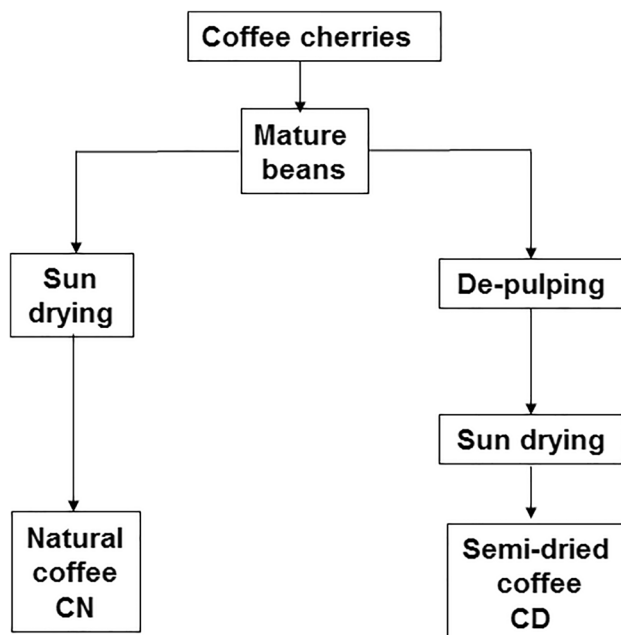 Coffee cherries
Mature
beans
Sun
drying
De-pulping
Sun drying
Natural
coffee
CN
Semi-dried
coffee
CD